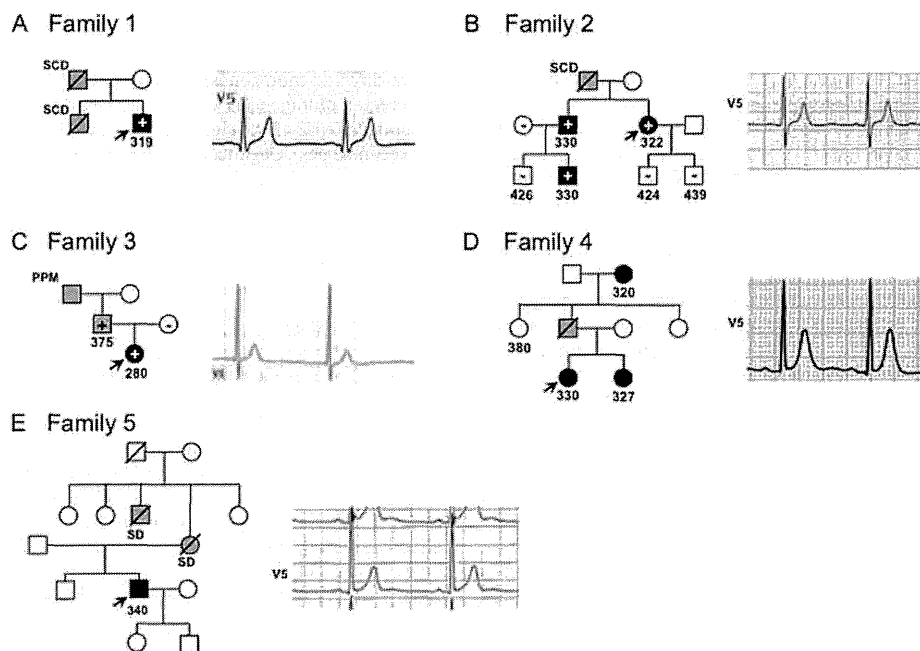 A Family 1
SCD
SCD
+
319
V5
B Family 2
SCD
- + +
330 322
- - -
426 330 424 439
V5
C Family 3
PPM
+ -
375
+
280
D Family 4
320
380
330 327
V5
E Family 5
SD
SD
340
V5